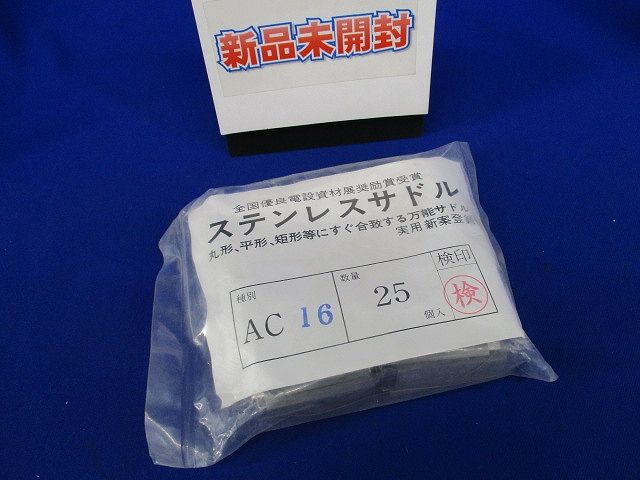 新品未開封
全国優良電設資材展奨励賞受賞
ステンレスサドル
丸形、平形、矩形等にすぐ合致する万能サドル
実用新案登録
種別
AC 16
数量
25
個入
検印
検